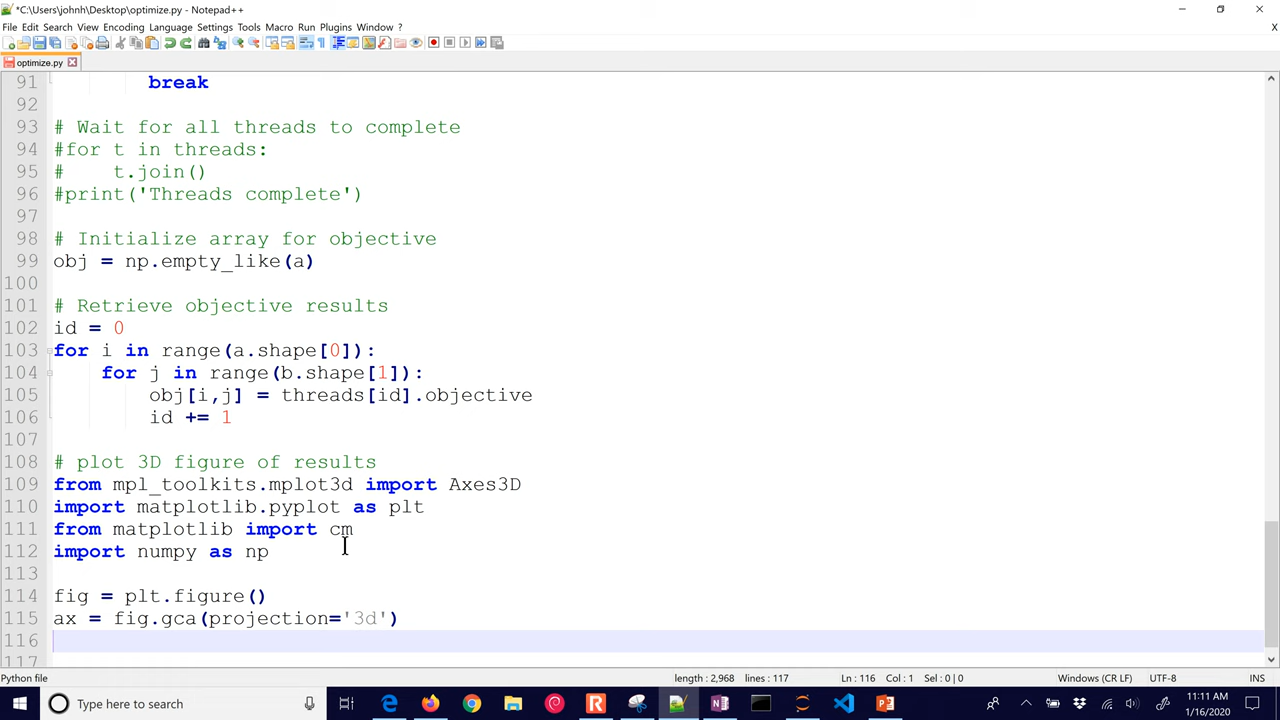 *C:\Users\johnh\Desktop\optimize.py - Notepad++
File Edit Search View Encoding Language Settings Tools Macro Run Plugins Window ?
X
optimize.py
91 break
92
93 # Wait for all threads to complete
94 #for t in threads:
95 #    t.join()
96 #print('Threads complete')
97
98 # Initialize array for objective
99 obj = np.empty_like(a)
100
101 # Retrieve objective results
102 id = 0
103 for i in range(a.shape[0]):
104     for j in range(b.shape[1]):
105         obj[i,j] = threads[id].objective
106         id += 1
107
108 # plot 3D figure of results
109 from mpl_toolkits.mplot3d import Axes3D
110 import matplotlib.pyplot as plt
111 from matplotlib import cm
112 import numpy as np
113
114 fig = plt.figure()
115 ax = fig.gca(projection='3d')
116
117
Python file length : 2,968 lines : 117 Ln : 116 Col : 1 Sel : 0 | 0 Windows (CR LF) UTF-8 INS
Type here to search
11:11 AM
1/16/2020